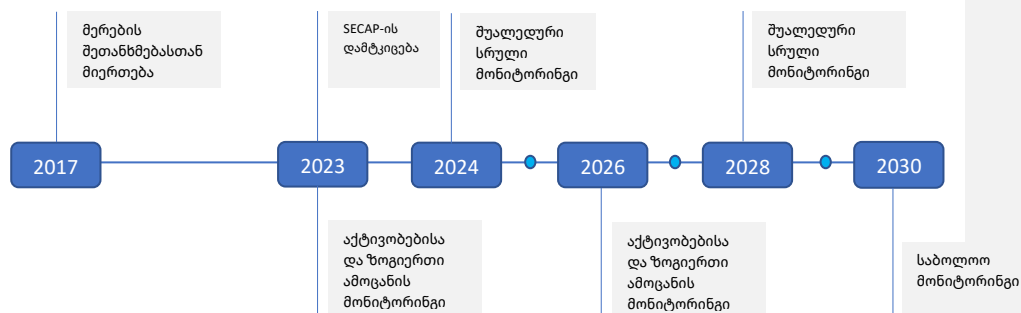 მერების
შეთანხმებასთან
მიერთება
SECAP-ის
დამტკიცება
შუალედური
სრული
მონიტორინგი
შუალედური
სრული
მონიტორინგი
2017
2023
2024
2026
2028
2030
აქტივობებისა
და ზოგიერთი
ამოცანის
მონიტორინგი
აქტივობებისა
და ზოგიერთი
ამოცანის
მონიტორინგი
საბოლოო
მონიტორინგი